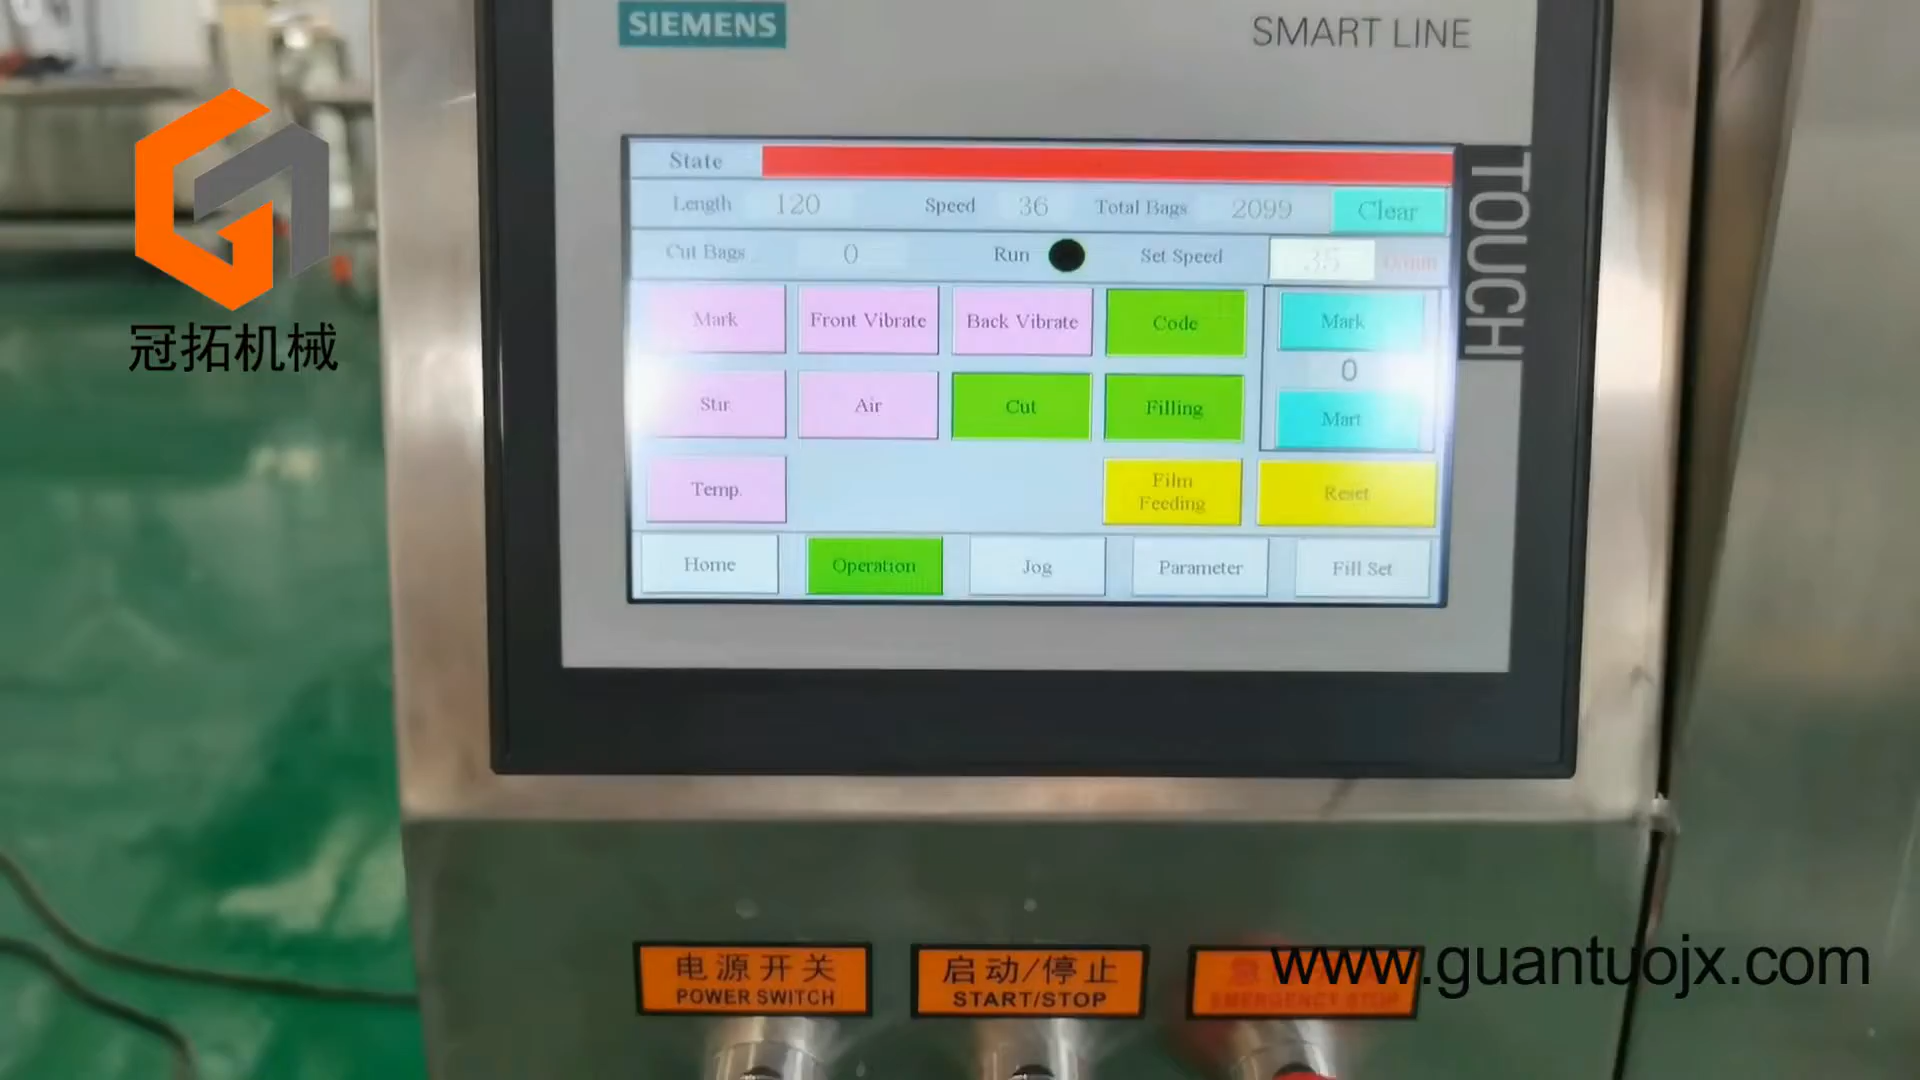 SIEMENS
SMART LINE
TOUCH
冠拓机械
State
Length 120 Speed 36 Total Bags 2099 Clear
Cut Bags 0 Run Set Speed 35
Mark Front Vibrate Back Vibrate Code Mark
0
Stir Air Cut Filling Mart
Temp. Film Feeding Reset
Home Operation Jog Parameter Fill Set
电源开关
POWER SWITCH
启动/停止
START/STOP
EMERGENCY STOP
www.guantuojx.com